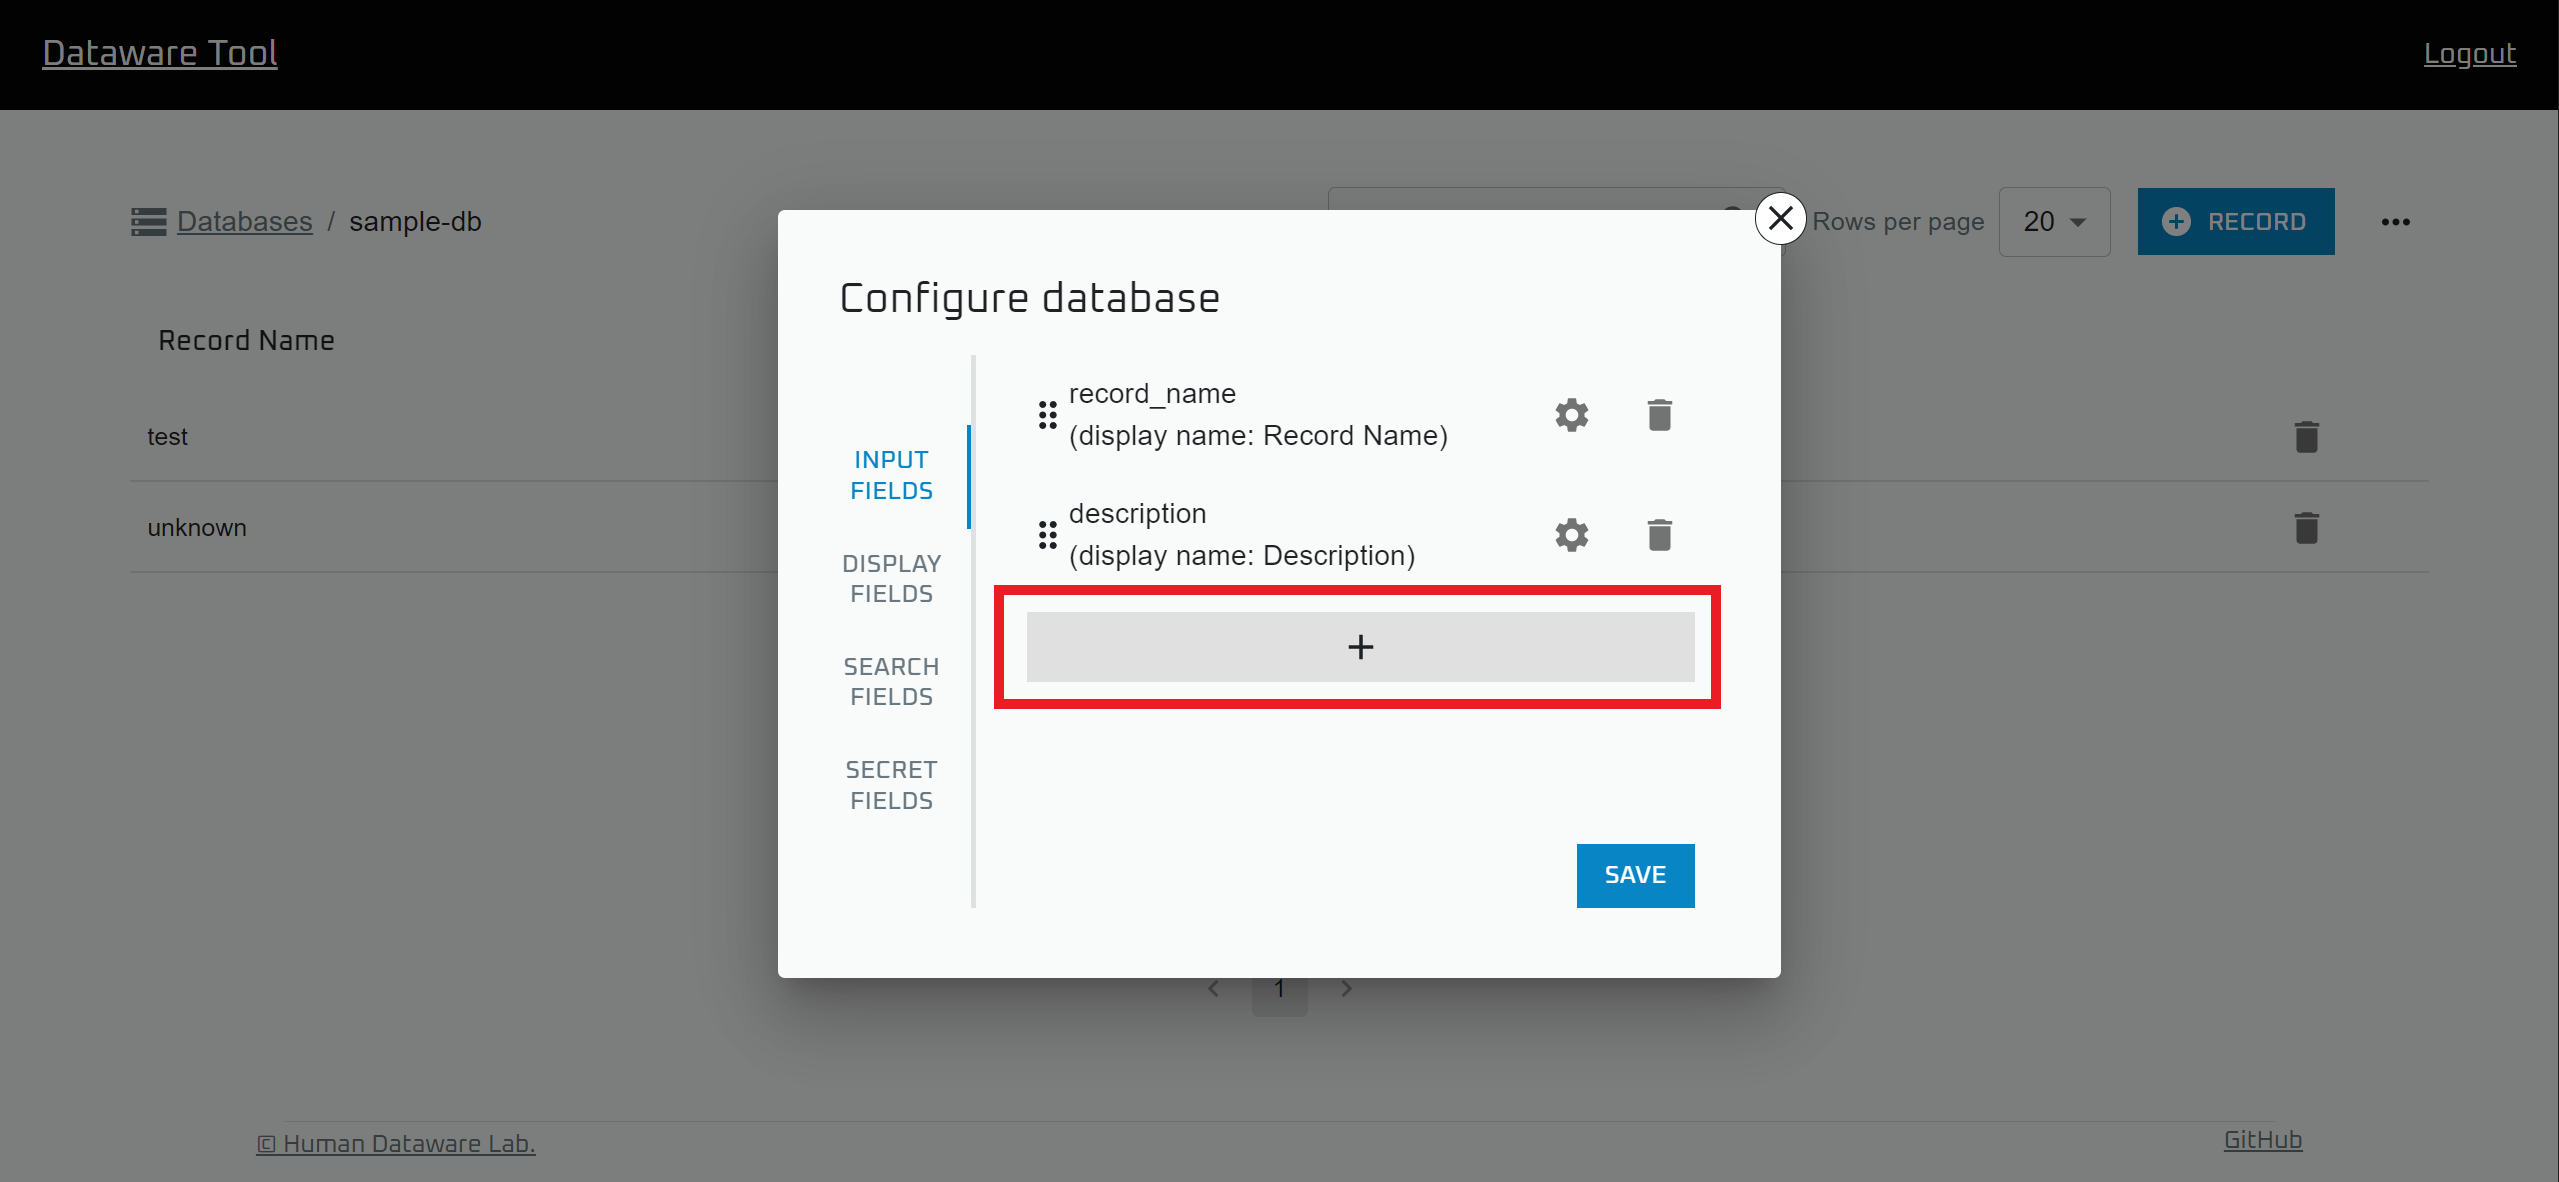 Dataware Tool
Logout
Databases / sample-db
Rows per page
20
RECORD
Configure database
Record Name
test
unknown
INPUT
FIELDS
DISPLAY
FIELDS
SEARCH
FIELDS
SECRET
FIELDS
record_name
(display name: Record Name)
description
(display name: Description)
+
SAVE
1
© Human Dataware Lab.
GitHub